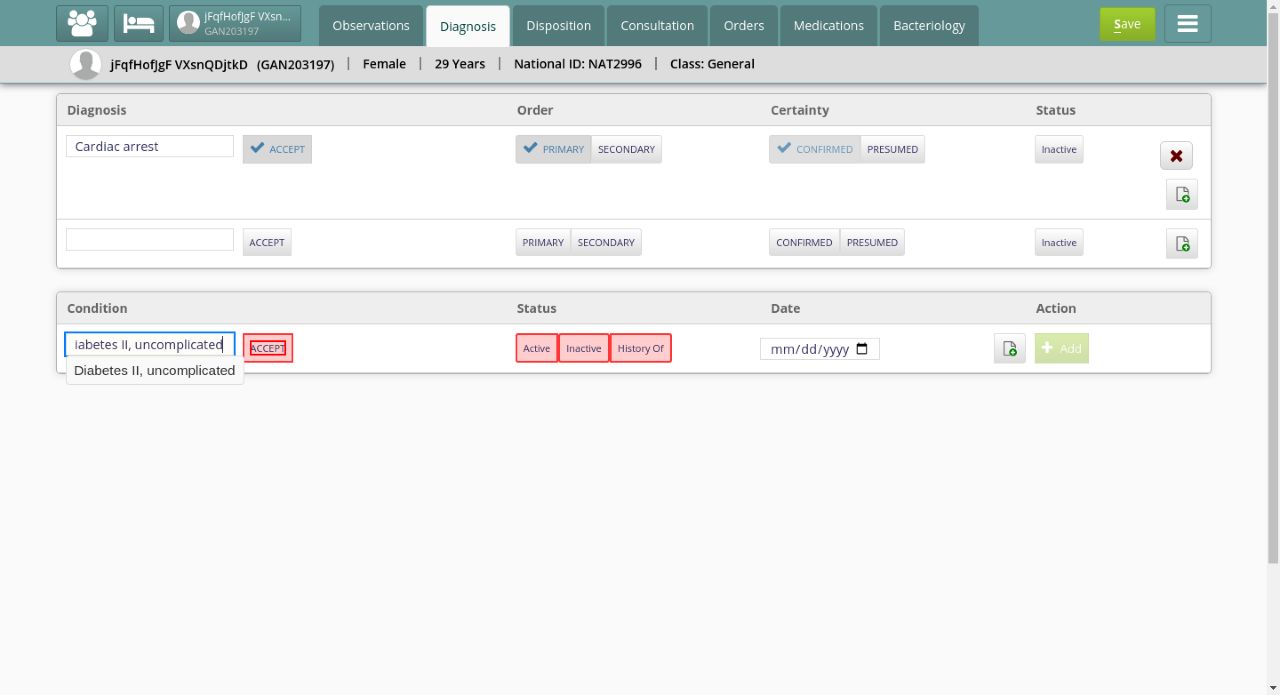 jFqfHofJgF VXsn...
GAN203197
Observations
Diagnosis
Disposition
Consultation
Orders
Medications
Bacteriology
Save
jFqfHofJgF VXsnQDjtkD (GAN203197) | Female | 29 Years | National ID: NAT2996 | Class: General
Diagnosis Order Certainty Status
Cardiac arrest ACCEPT PRIMARY SECONDARY CONFIRMED PRESUMED Inactive
ACCEPT PRIMARY SECONDARY CONFIRMED PRESUMED Inactive
Condition Status Date Action
iabetes II, uncomplicated ACCEPT Active Inactive History Of mm/dd/yyyy Add
Diabetes II, uncomplicated